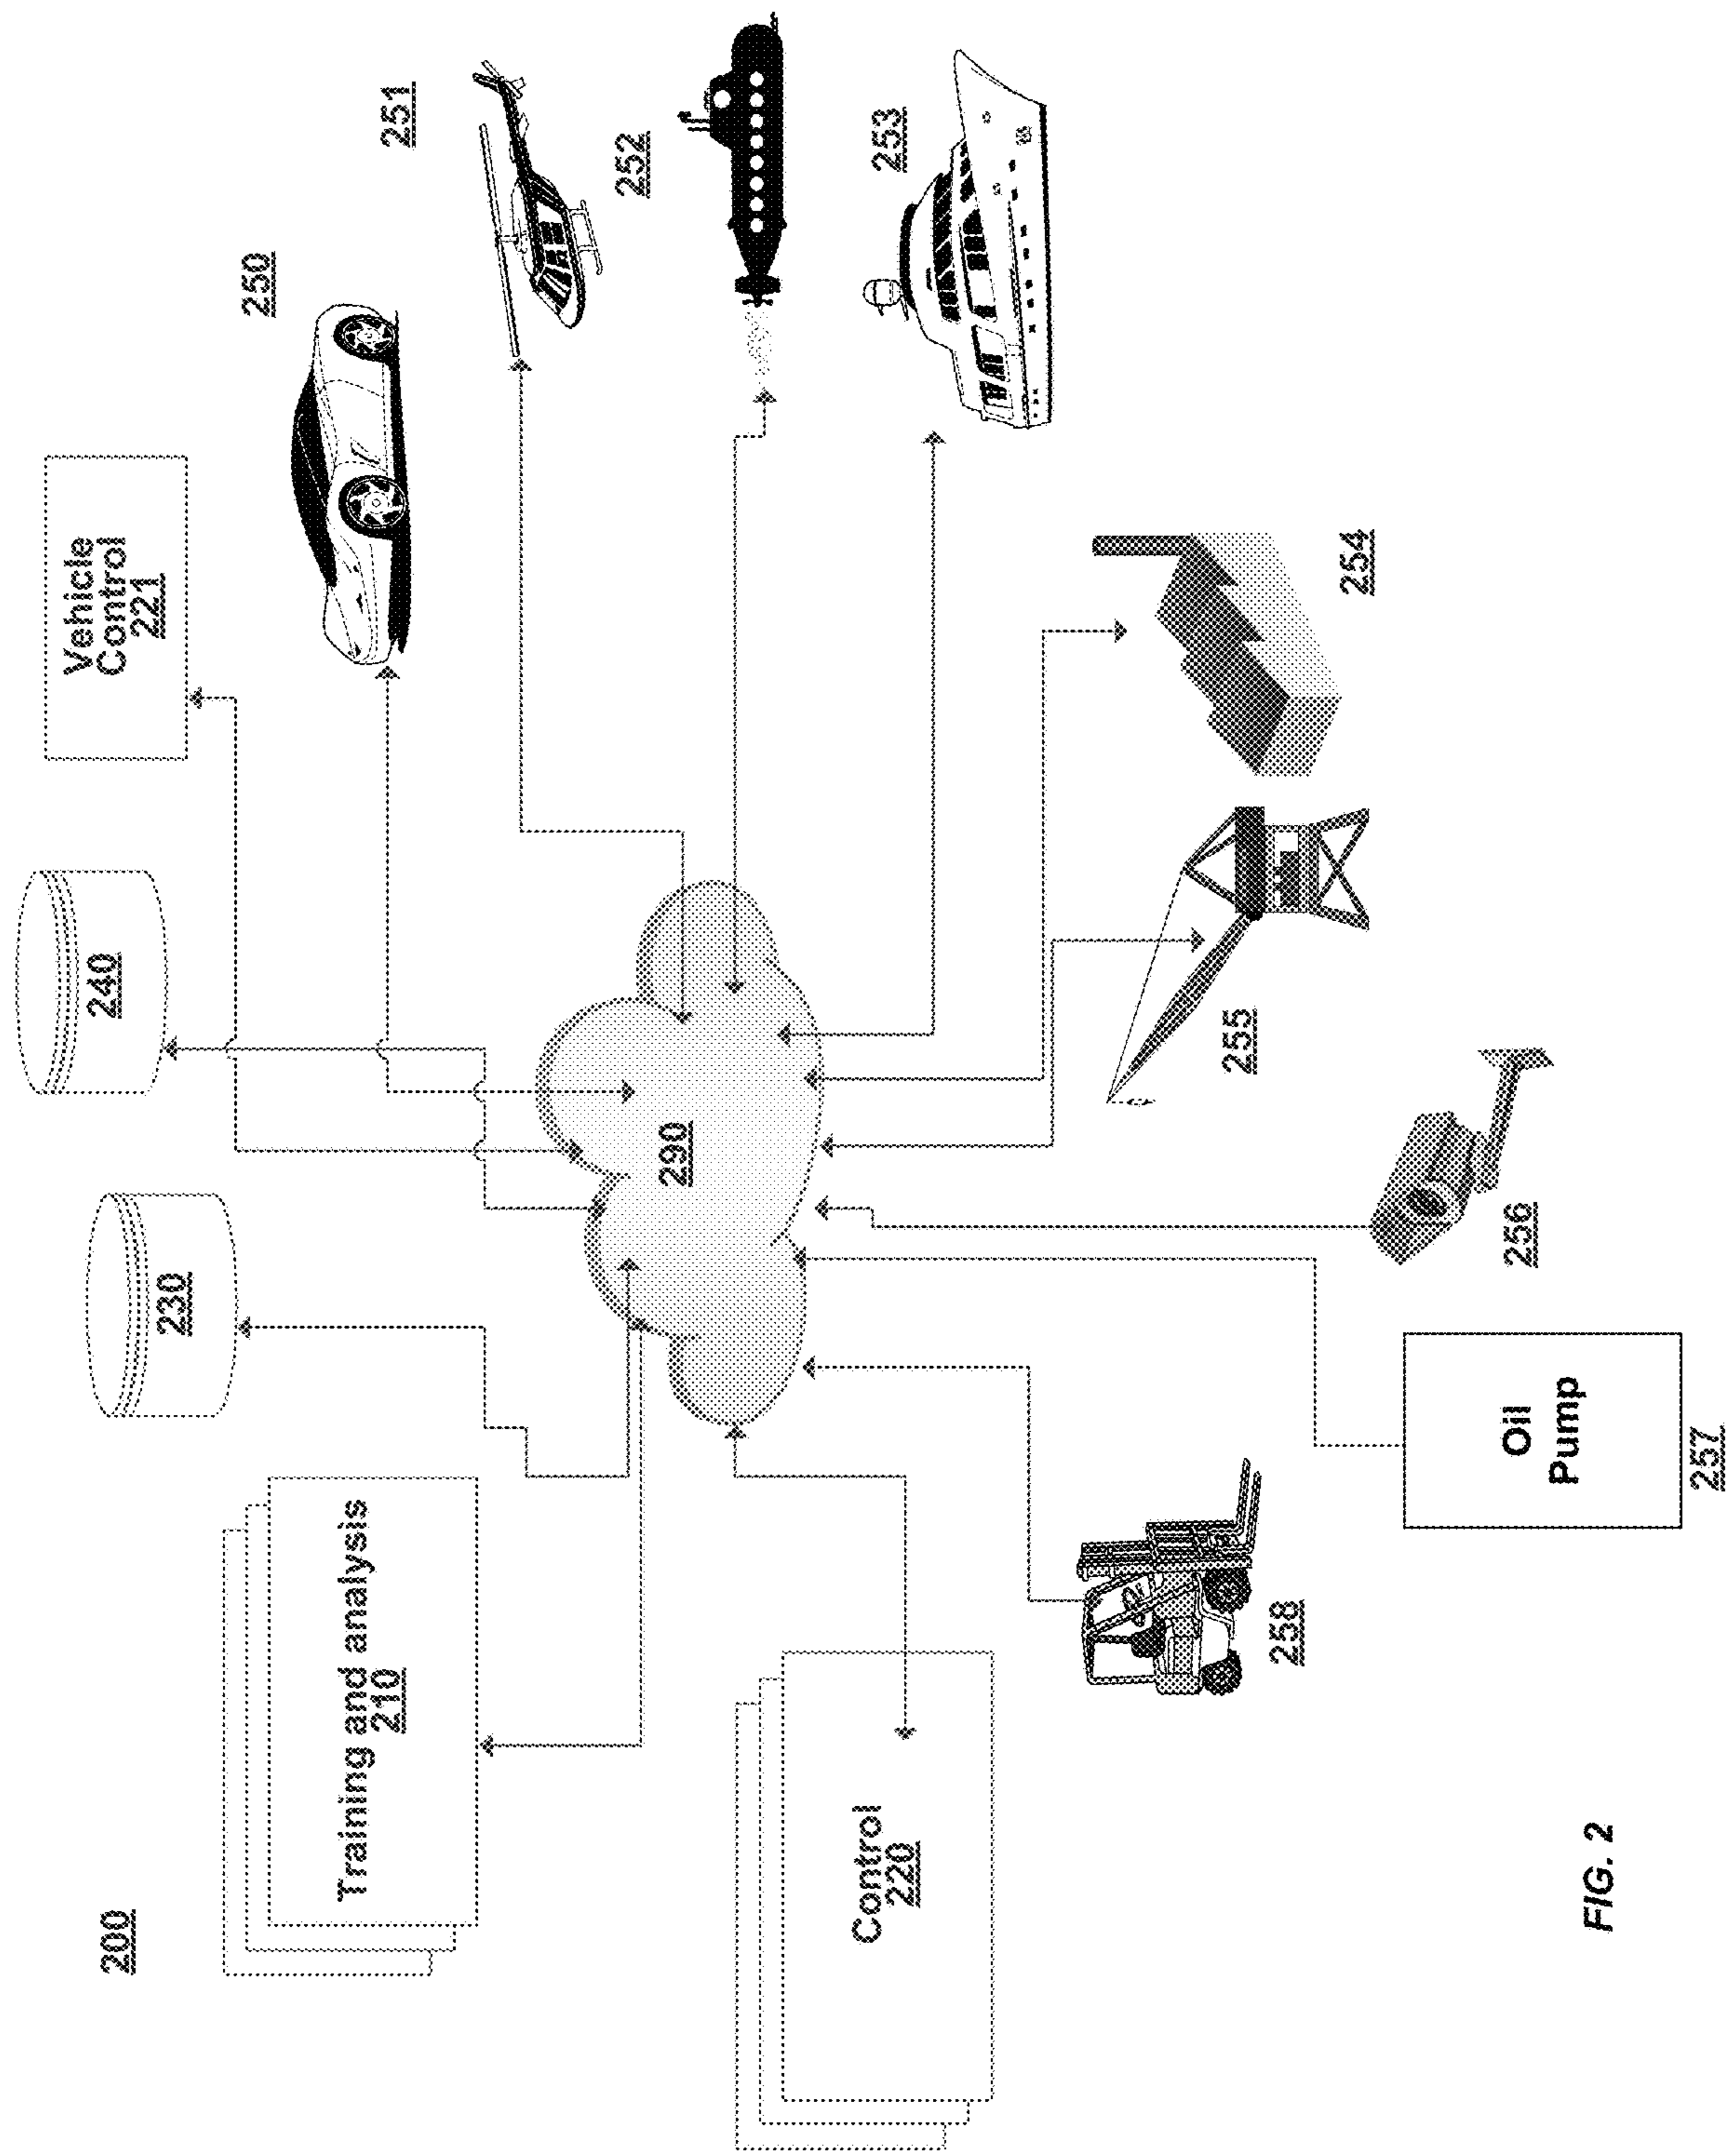 200
Training and analysis
210
230
240
Vehicle
Control
221
250
251
252
253
290
Control
220
258
Oil
Pump
257
256
255
254
FIG. 2